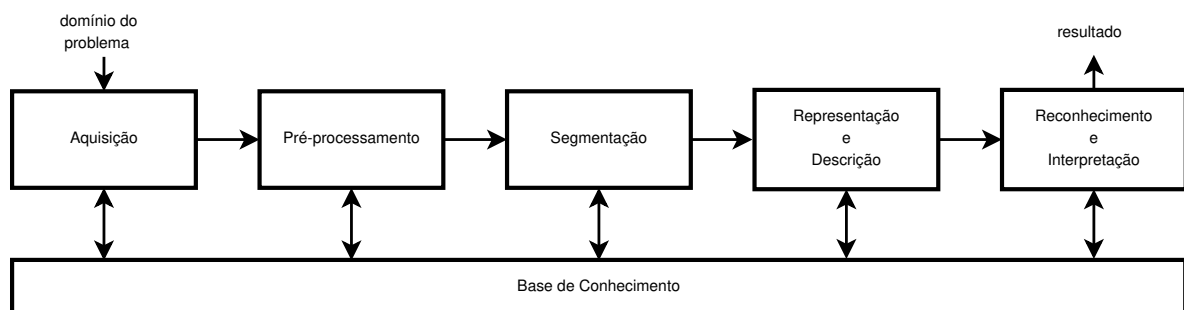 domínio do
problema
resultado
Aquisição
Pré-processamento
Segmentação
Representação
e
Descrição
Reconhecimento
e
Interpretação
Base de Conhecimento